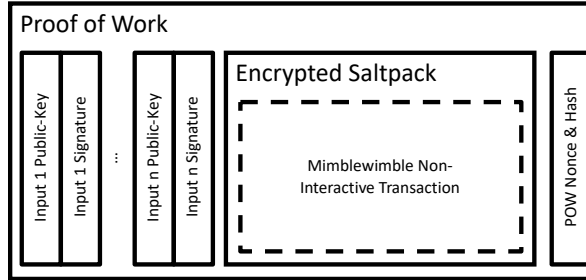 Proof of Work
Input 1 Public-Key
Input 1 Signature
...
Input n Public-Key
Input n Signature
Encrypted Saltpack
Mimblewimble Non-
Interactive Transaction
POW Nonce & Hash